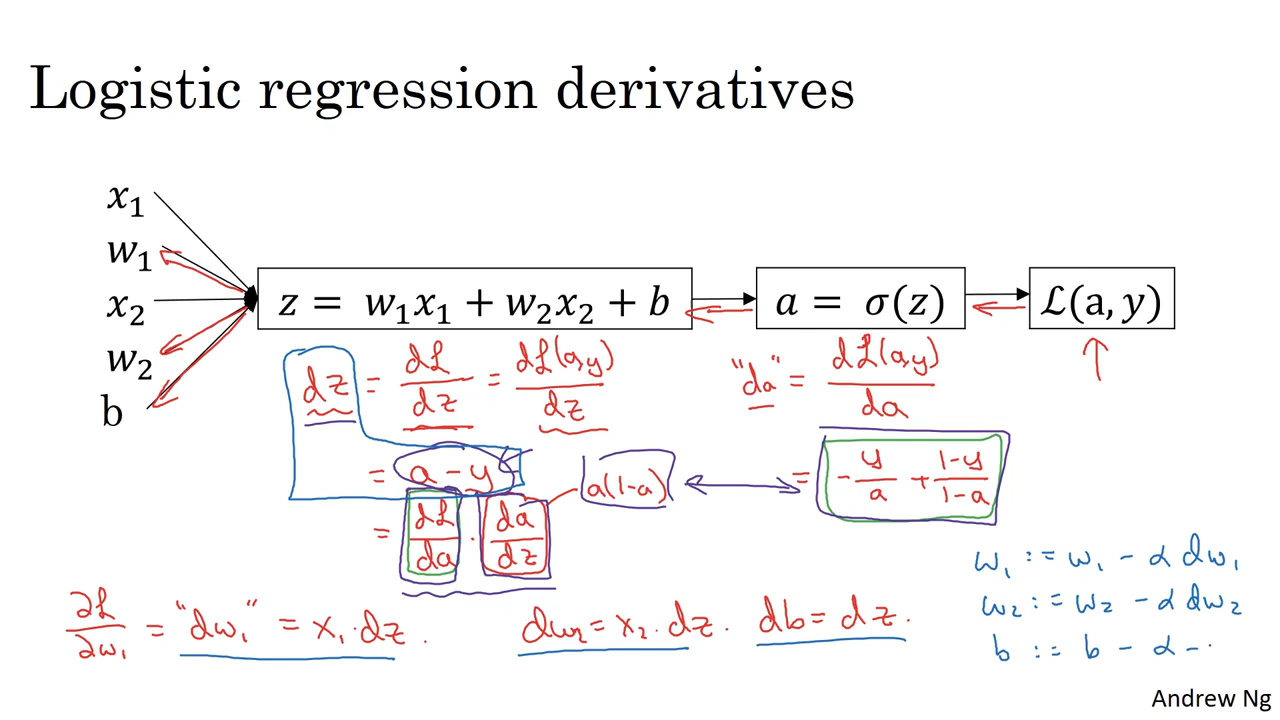 Logistic regression derivatives
x₁
w₁
x₂
w₂
b
z = w₁x₁ + w₂x₂ + b
a = σ(z)
ℒ(a, y)
dz = dℒ/dz = dℒ(a,y)/dz
"da" = dℒ(a,y)/da
= a - y
a(1-a)
= - y/a + 1-y/1-a
= dℒ/da · da/dz
∂ℒ/∂w₁ = "dw₁" = x₁·dz.
dw₂ = x₂·dz.
db = dz.
w₁ := w₁ - α dw₁
w₂ := w₂ - α dw₂
b := b - α - ·
Andrew Ng